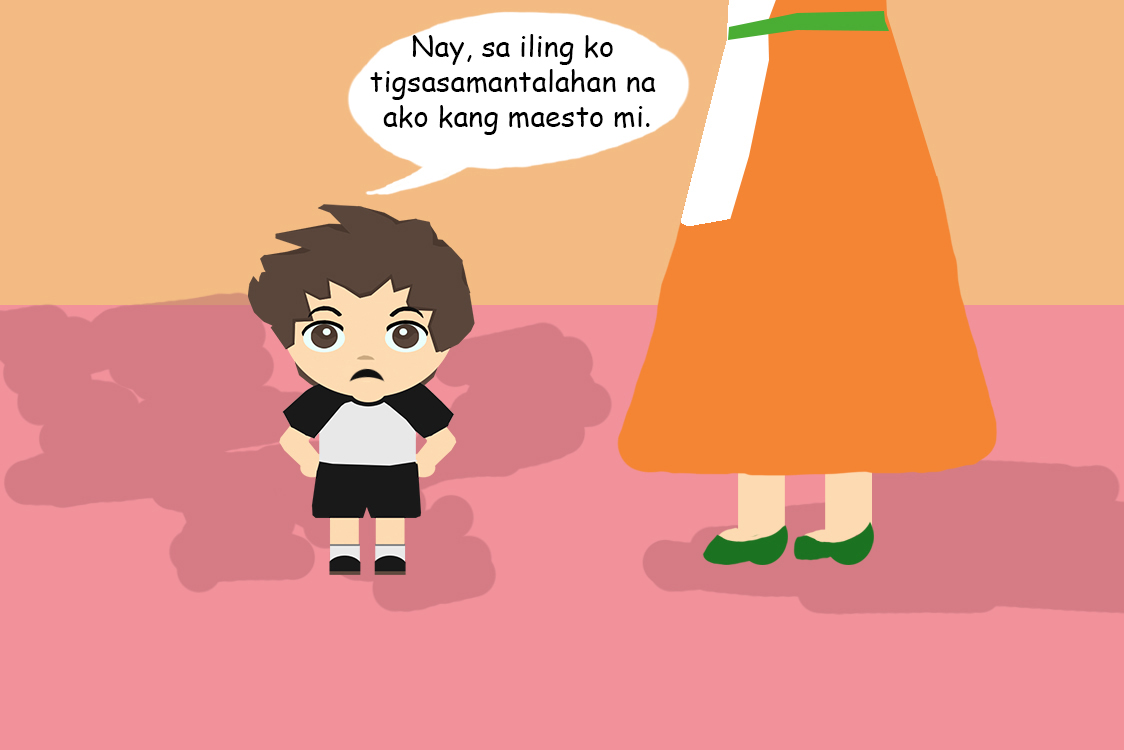 Nay, sa iling ko
tigsasamantalahan na
ako kang maesto mi.